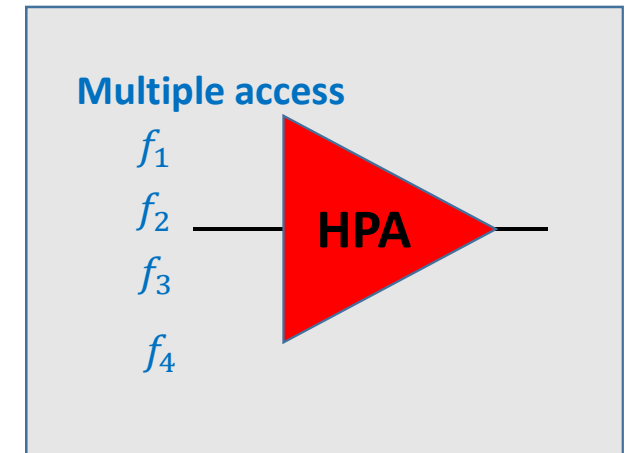 Multiple access
f₁
f₂
HPA
f₃
f₄